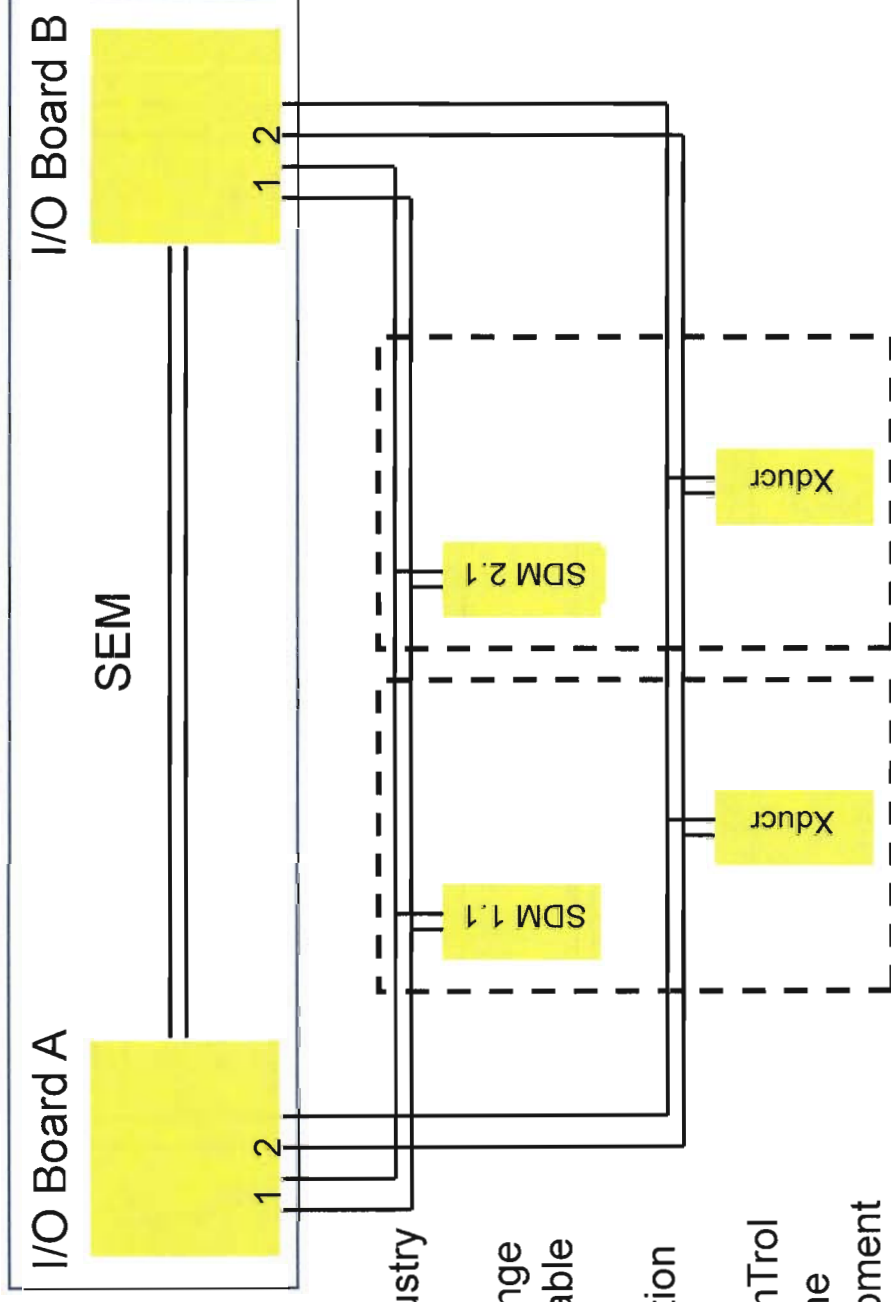 I/O Board A
I/O Board B
SEM
1
2
1
2
SDM 1.1
SDM 2.1
Xducr
Xducr
ustry
nge
able
tion
nTrol
ne
oment